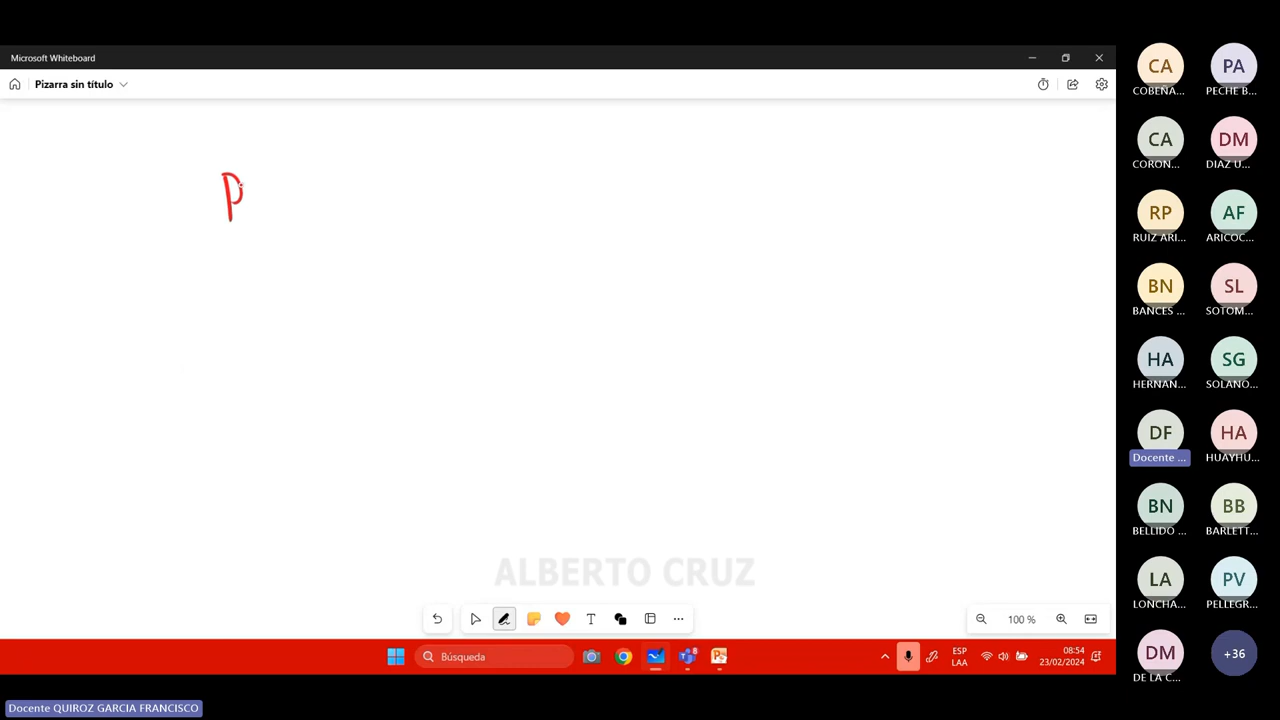 Microsoft Whiteboard
Pizarra sin título
P
CA
COBEÑA...
PA
PECHE B...
CA
CORON...
DM
DIAZ U...
RP
RUIZ ARI...
AF
ARICOC...
BN
BANCES ...
SL
SOTOM...
HA
HERNAN...
SG
SOLANO...
DF
Docente ...
HA
HUAYHU...
BN
BELLIDO ...
BB
BARLETT...
LA
LONCHA...
PV
PELLEGR...
DM
DE LA C...
+36
ALBERTO CRUZ
T
100 %
Búsqueda
8
ESP
LAA
08:54
23/02/2024
Docente QUIROZ GARCIA FRANCISCO